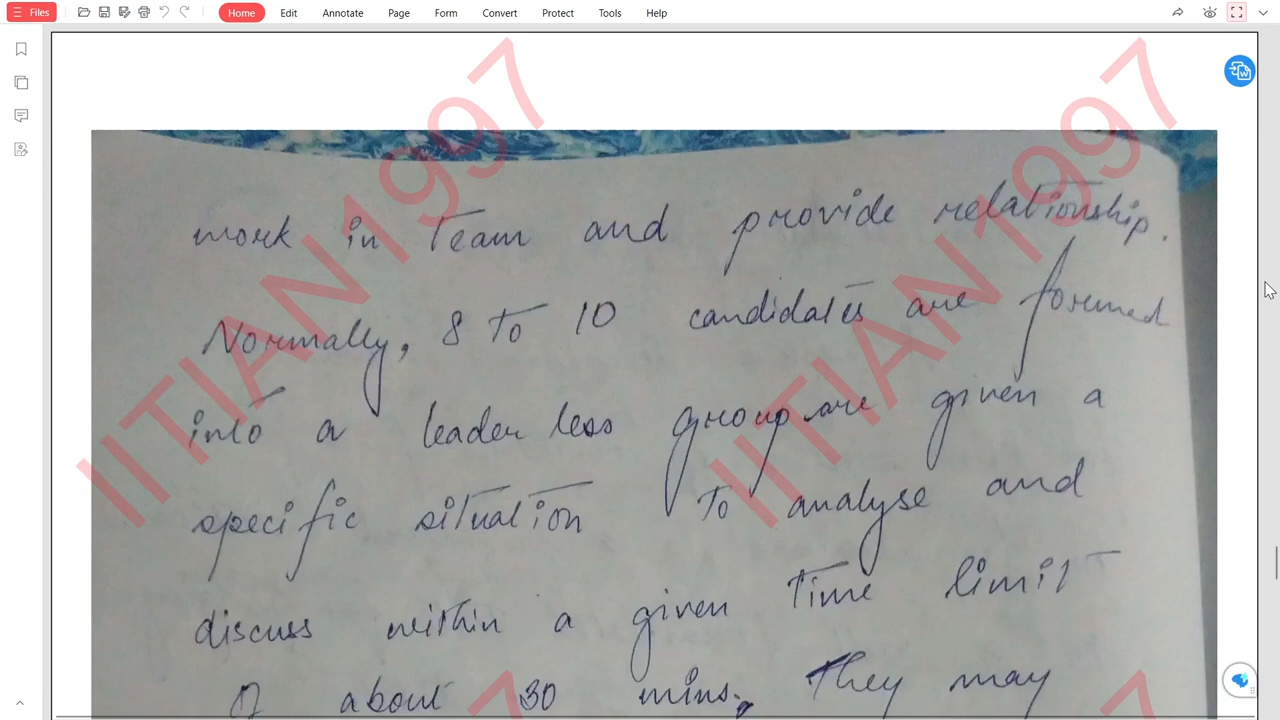 Files
Home
Edit
Annotate
Page
Form
Convert
Protect
Tools
Help
IITIAN1997
IITIAN1997
work in Team and provide relationship.
Normally, 8 to 10 candidates are formed
into a leader less group are given a
specific situation to analyse and
discuss within a given time limit
of about 30 mins. They may